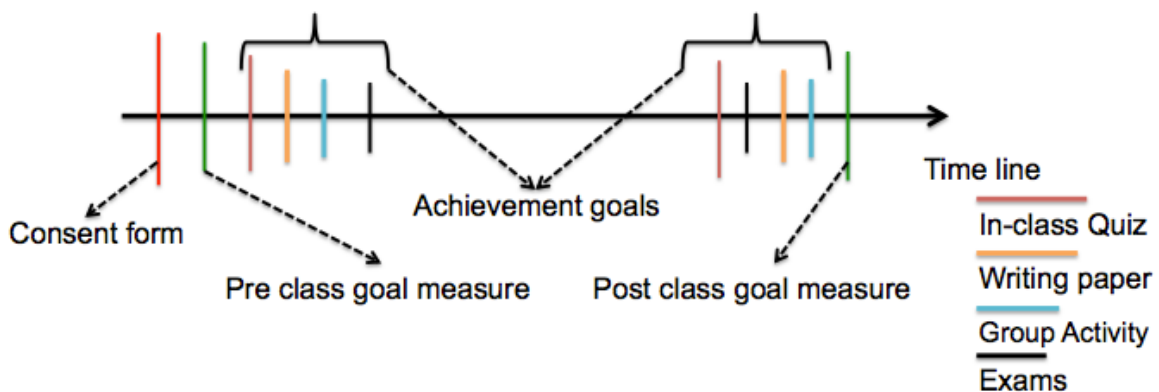 Time line
Achievement goals
Consent form
In-class Quiz
Pre class goal measure
Post class goal measure
Writing paper
Group Activity
Exams